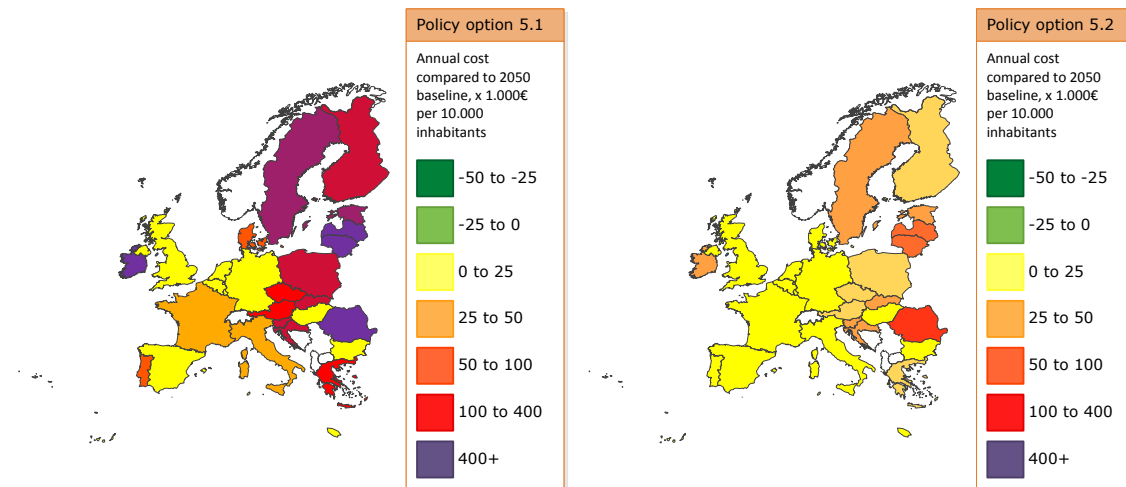 Policy option 5.1
Annual cost
compared to 2050
baseline, x 1.000€
per 10.000
inhabitants
-50 to -25
-25 to 0
0 to 25
25 to 50
50 to 100
100 to 400
400+
Policy option 5.2
Annual cost
compared to 2050
baseline, x 1.000€
per 10.000
inhabitants
-50 to -25
-25 to 0
0 to 25
25 to 50
50 to 100
100 to 400
400+